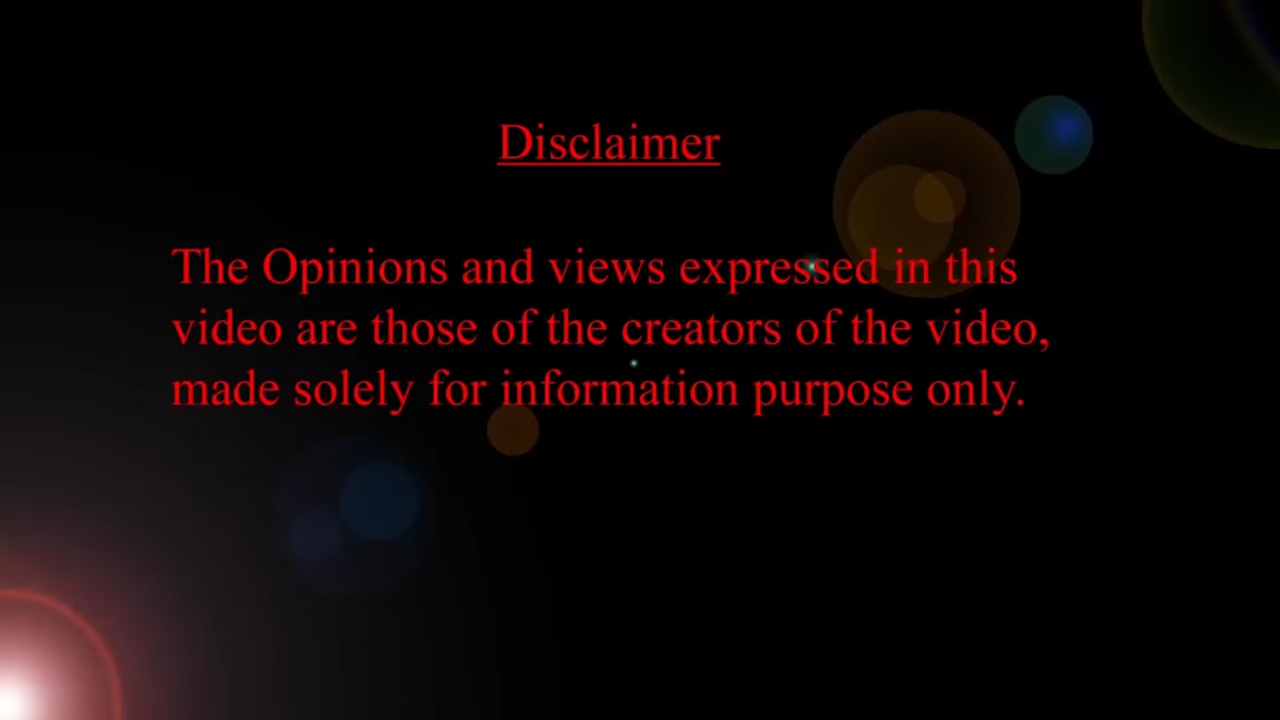 Disclaimer
The Opinions and views expressed in this
video are those of the creators of the video,
made solely for information purpose only.